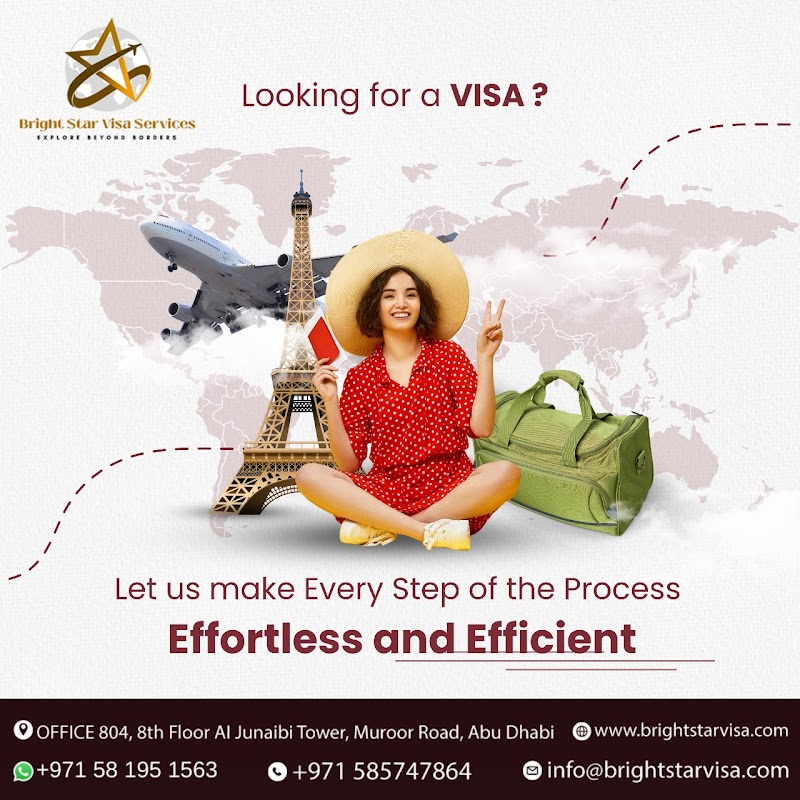 Bright Star Visa Services
EXPLORE BEYOND BORDERS
Looking for a VISA ?
Let us make Every Step of the Process
Effortless and Efficient
OFFICE 804, 8th Floor Al Junaibi Tower, Muroor Road, Abu Dhabi
www.brightstarvisa.com
+971 58 195 1563
+971 585747864
info@brightstarvisa.com